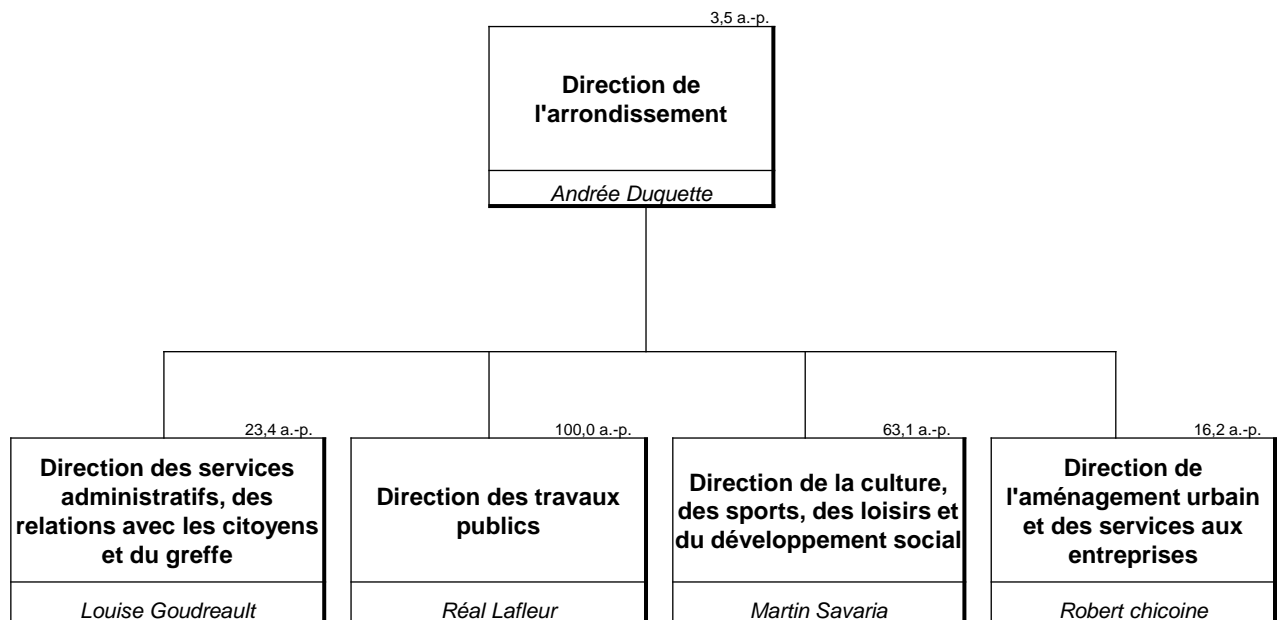 3,5 a.-p.
Direction de
l'arrondissement
Andrée Duquette
23,4 a.-p.
Direction des services
administratifs, des
relations avec les citoyens
et du greffe
Louise Goudreault
100,0 a.-p.
Direction des travaux
publics
Réal Lafleur
63,1 a.-p.
Direction de la culture,
des sports, des loisirs et
du développement social
Martin Savaria
16,2 a.-p.
Direction de
l'aménagement urbain
et des services aux
entreprises
Robert chicoine